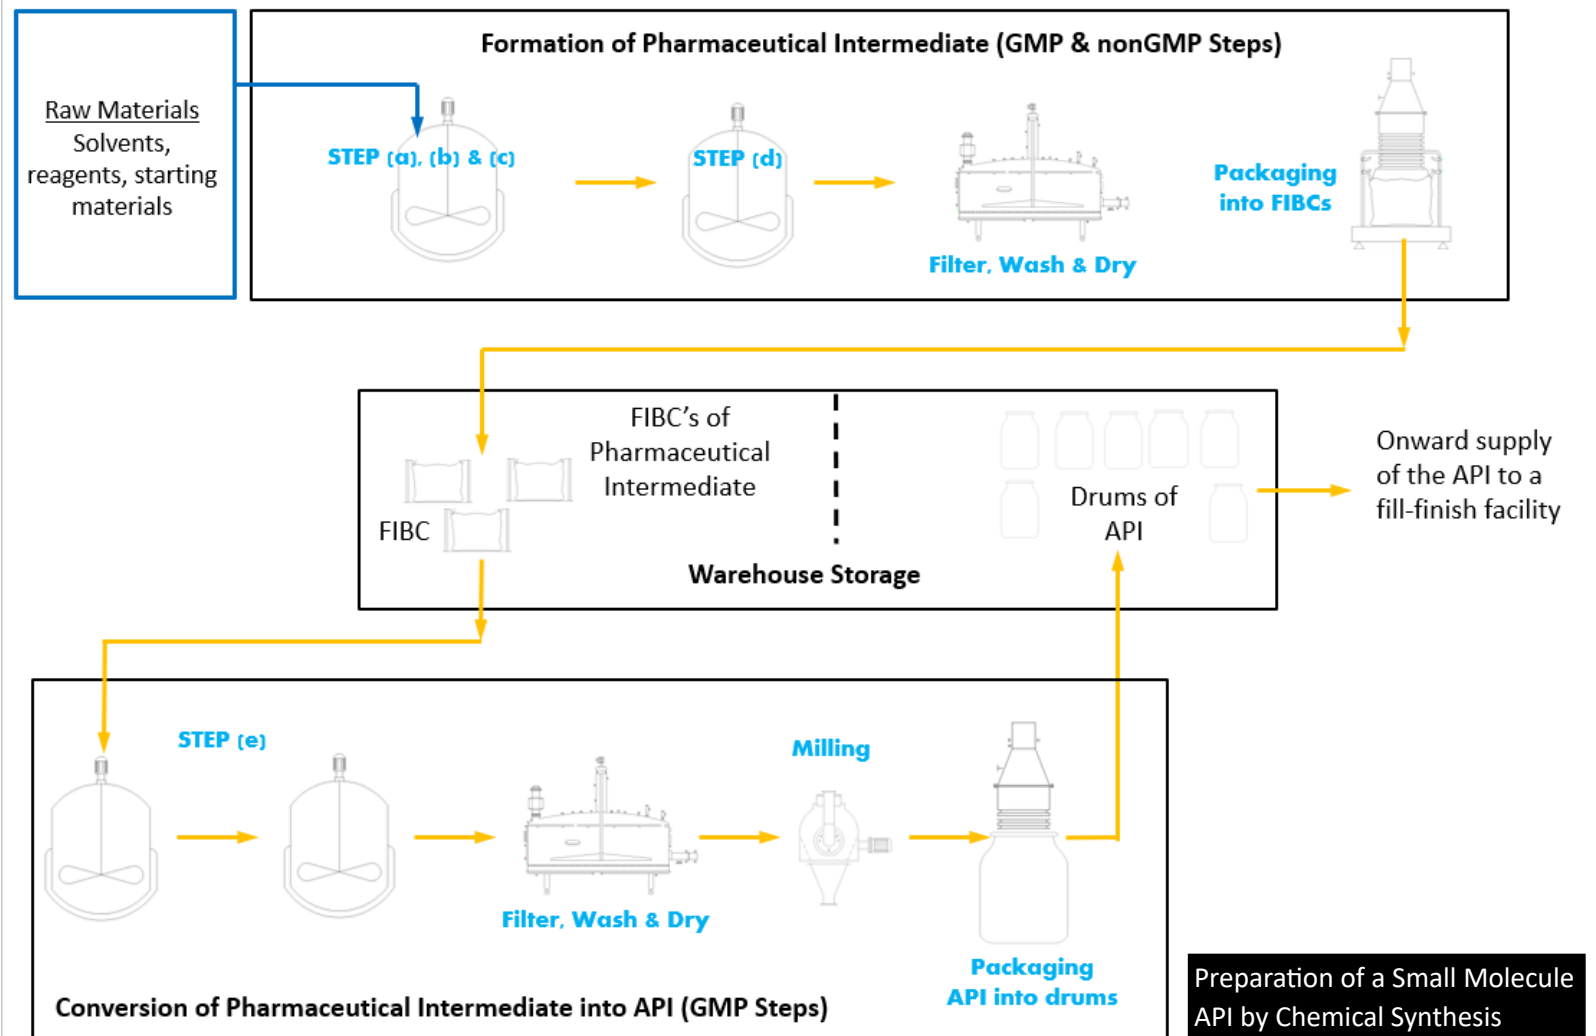 Formation of Pharmaceutical Intermediate (GMP & nonGMP Steps)
Raw Materials
Solvents,
reagents, starting
materials
STEP (a), (b) & (c)
STEP (d)
Filter, Wash & Dry
Packaging
into FIBCs
FIBC's of
Pharmaceutical
Intermediate
FIBC
Drums of
API
Warehouse Storage
Onward supply
of the API to a
fill-finish facility
STEP (e)
Filter, Wash & Dry
Milling
Packaging
API into drums
Conversion of Pharmaceutical Intermediate into API (GMP Steps)
Preparation of a Small Molecule
API by Chemical Synthesis